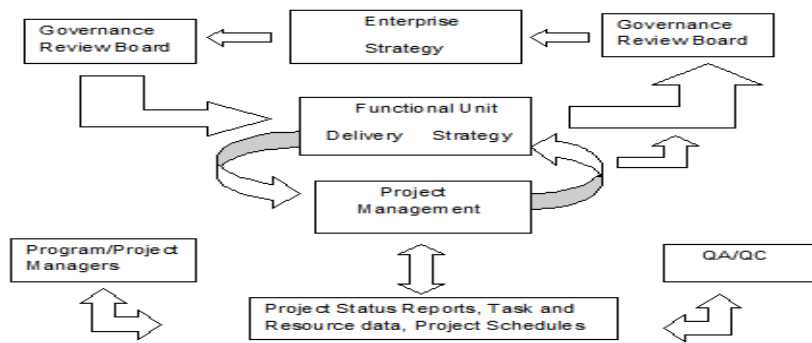 Governance
Review Board
Enterprise
Strategy
Governance
Review Board
Functional Unit
Delivery Strategy
Project
Management
Program/Project
Managers
QA/QC
Project Status Reports, Task and
Resource data, Project Schedules